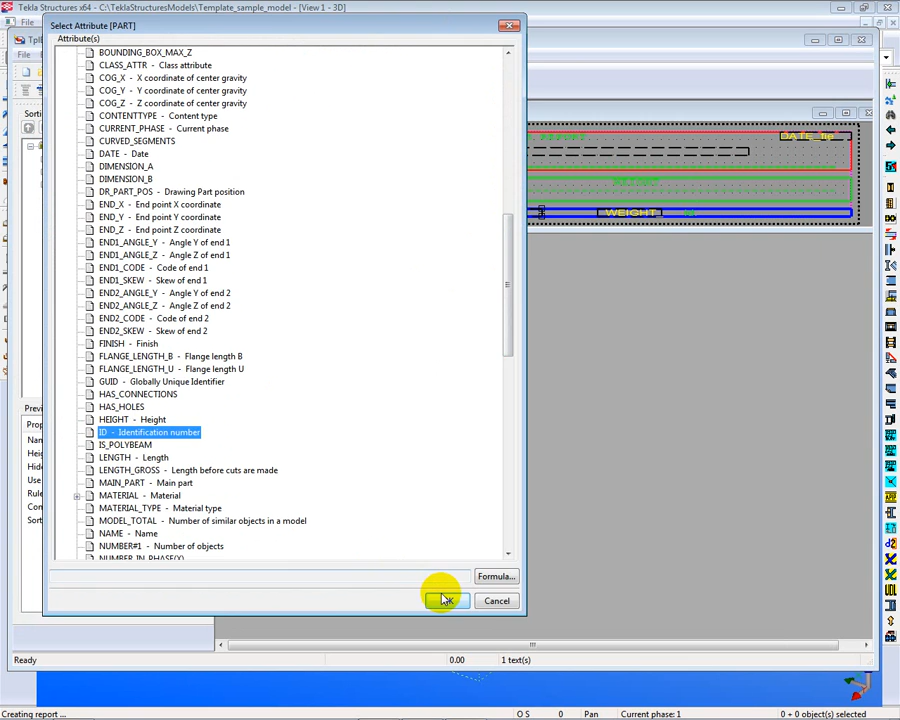 Tekla Structures x64 - C:\TeklaStructuresModels\Template_sample_model - [View 1 - 3D]
File
Select Attribute [PART]
Attribute(s)
BOUNDING_BOX_MAX_Z
CLASS_ATTR - Class attribute
COG_X - X coordinate of center gravity
COG_Y - Y coordinate of center gravity
COG_Z - Z coordinate of center gravity
CONTENTTYPE - Content type
CURRENT_PHASE - Current phase
CURVED_SEGMENTS
DATE - Date
DIMENSION_A
DIMENSION_B
DR_PART_POS - Drawing Part position
END_X - End point X coordinate
END_Y - End point Y coordinate
END_Z - End point Z coordinate
END1_ANGLE_Y - Angle Y of end 1
END1_ANGLE_Z - Angle Z of end 1
END1_CODE - Code of end 1
END1_SKEW - Skew of end 1
END2_ANGLE_Y - Angle Y of end 2
END2_ANGLE_Z - Angle Z of end 2
END2_CODE - Code of end 2
END2_SKEW - Skew of end 2
FINISH - Finish
FLANGE_LENGTH_B - Flange length B
FLANGE_LENGTH_U - Flange length U
GUID - Globally Unique Identifier
HAS_CONNECTIONS
HAS_HOLES
HEIGHT - Height
ID - Identification number
IS_POLYBEAM
LENGTH - Length
LENGTH_GROSS - Length before cuts are made
MAIN_PART - Main part
MATERIAL - Material
MATERIAL_TYPE - Material type
MODEL_TOTAL - Number of similar objects in a model
NAME - Name
NUMBER#1 - Number of objects
NUMBER_IN_PHASE(X)
Formula...
OK
Cancel
File
WEIGHT
Ready
0.00
1 text(s)
Creating report ...
O S
0
Pan
Current phase: 1
0 + 0 object(s) selected